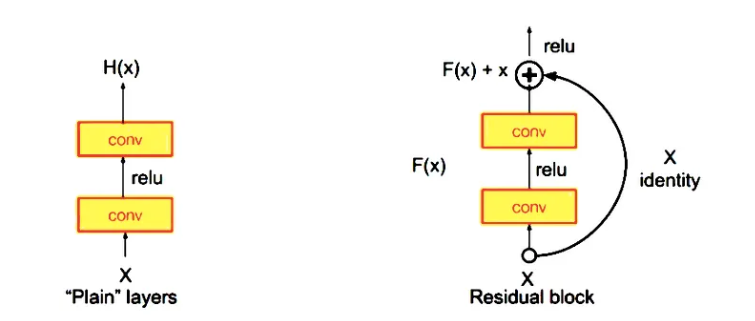 H(x)
conv
relu
conv
X
"Plain" layers
relu
F(x) + x
conv
F(x)
relu
X
identity
conv
X
Residual block